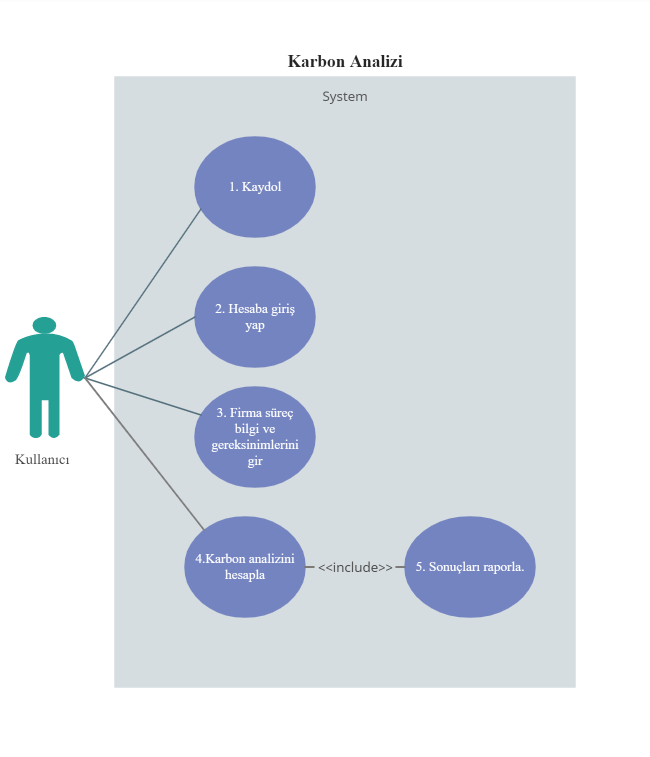 Karbon Analizi
System
1. Kaydol
2. Hesaba giriş
yap
3. Firma süreç
bilgi ve
gereksinimlerini
gir
Kullanıcı
4.Karbon analizini
hesapla
<<include>>
5. Sonuçları raporla.